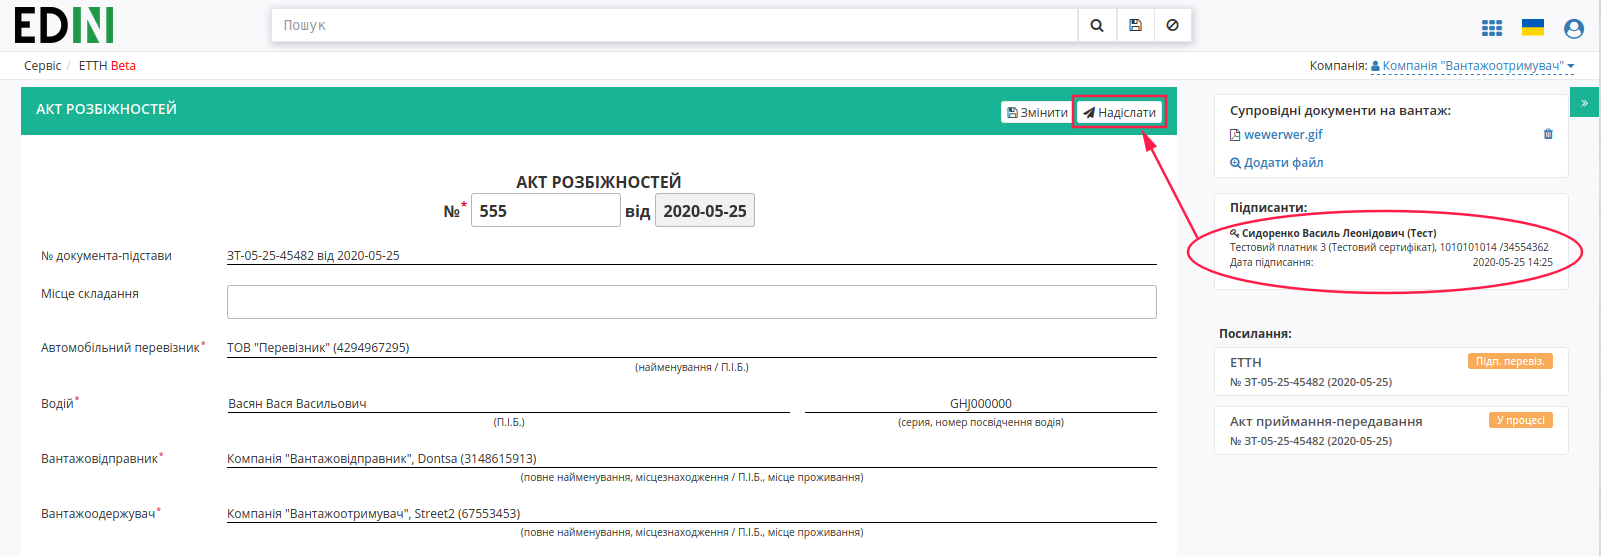 EDIN
Пошук
Сервіс / ЕТТН Beta
Компанія: Компанія "Вантажоотримувач"
АКТ РОЗБІЖНОСТЕЙ
Змінити
Надіслати
АКТ РОЗБІЖНОСТЕЙ
№* 555 від 2020-05-25
№ документа-підстави ЗТ-05-25-45482 від 2020-05-25
Місце складання
Автомобільний перевізник* ТОВ "Перевізник" (4294967295)
(найменування / П.І.Б.)
Водій* Васян Вася Васильович GHJ000000
(П.І.Б.) (серия, номер посвідчення водія)
Вантажовідправник* Компанія "Вантажовідправник", Dontsa (3148615913)
(повне найменування, місцезнаходження / П.І.Б., місце проживання)
Вантажоодержувач* Компанія "Вантажоотримувач", Street2 (67553453)
(повне найменування, місцезнаходження / П.І.Б., місце проживання)
»
Супровідні документи на вантаж:
wewerwer.gif
Додати файл
Підписанти:
Сидоренко Василь Леонідович (Тест)
Тестовий платник 3 (Тестовий сертифікат), 1010101014 /34554362
Дата підписання: 2020-05-25 14:25
Посилання:
ЕТТН Підп. перевіз.
№ ЗТ-05-25-45482 (2020-05-25)
Акт приймання-передавання У процесі
№ ЗТ-05-25-45482 (2020-05-25)